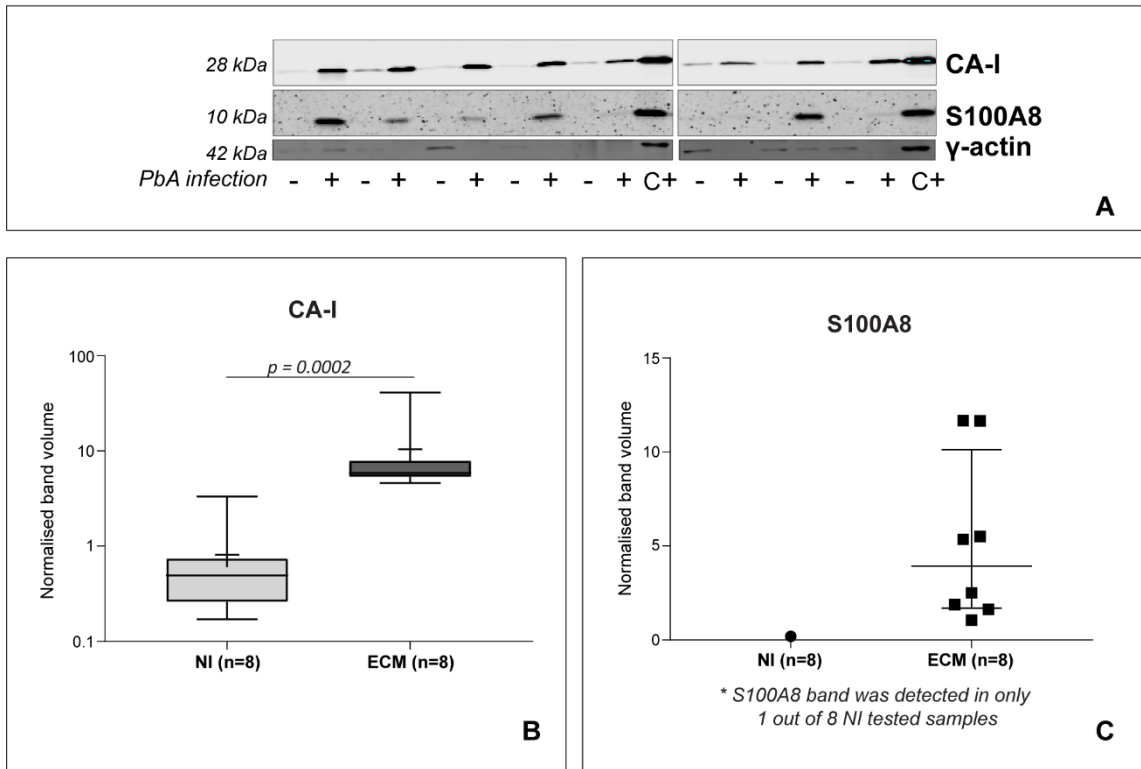 28 kDa CA-I
10 kDa S100A8
42 kDa γ-actin
PbA infection - + - + - + - + - + C+ - + - + - + C+
A
CA-I
100
p = 0.0002
10
1
0.1
Normalised band volume
NI (n=8) ECM (n=8)
B
S100A8
15
10
5
0
Normalised band volume
NI (n=8) ECM (n=8)
* S100A8 band was detected in only
1 out of 8 NI tested samples
C